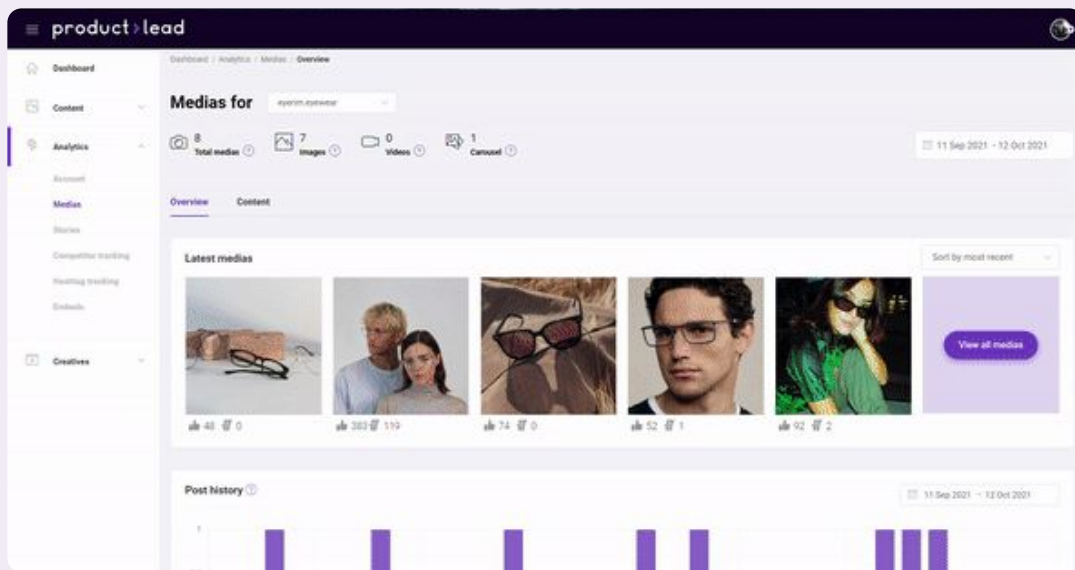 product>lead
Dashboard / Analytics / Medias / Overview
Dashboard
Content
Analytics
Account
Medias
Stories
Competitor tracking
Hashtag tracking
Embeds
Creatives
Medias for
eyerim.eyewear
8
Total medias
7
Images
0
Videos
1
Carousel
11 Sep 2021 - 12 Oct 2021
Overview Content
Latest medias
Sort by most recent
View all medias
48 0
383 119
74 0
52 1
92 2
Post history
11 Sep 2021 - 12 Oct 2021
1